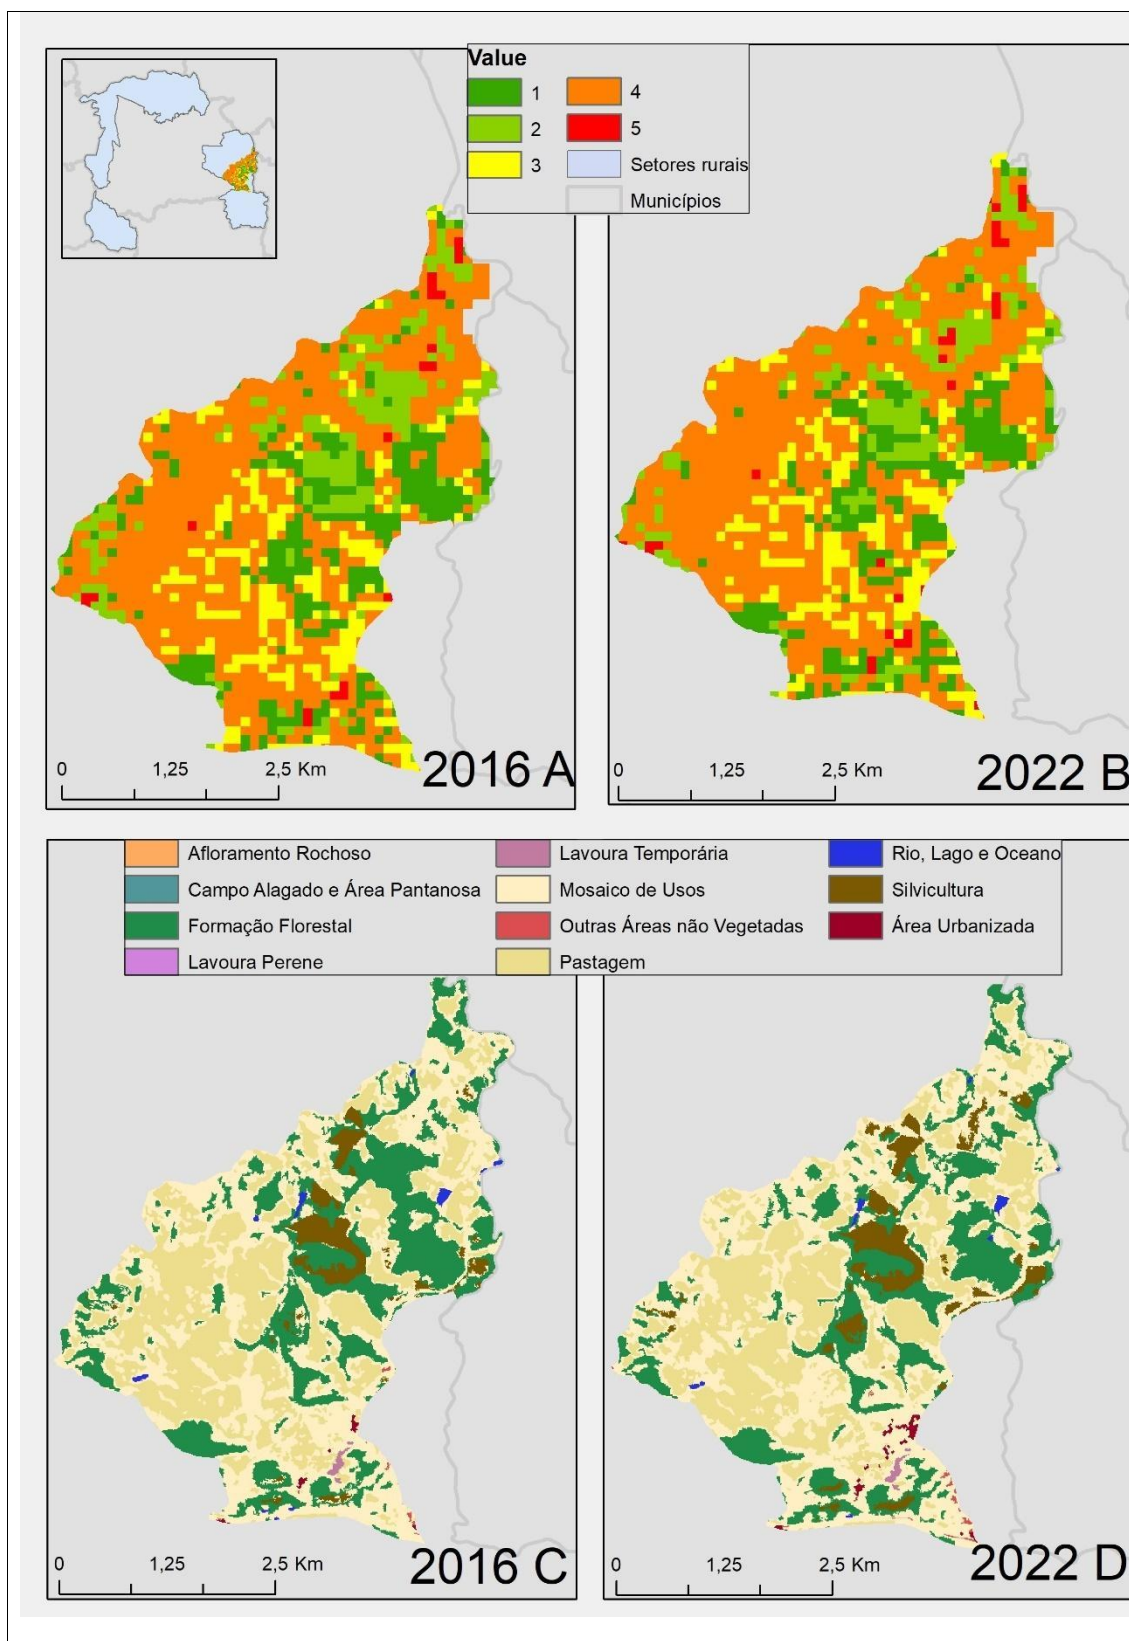 Value
1 4
2 5
3 Setores rurais
Municípios
0 1,25 2,5 Km
2016 A
0 1,25 2,5 Km
2022 B
Afloramento Rochoso Lavoura Temporária Rio, Lago e Oceano
Campo Alagado e Área Pantanosa Mosaico de Usos Silvicultura
Formação Florestal Outras Áreas não Vegetadas Área Urbanizada
Lavoura Perene Pastagem
0 1,25 2,5 Km
2016 C
0 1,25 2,5 Km
2022 D